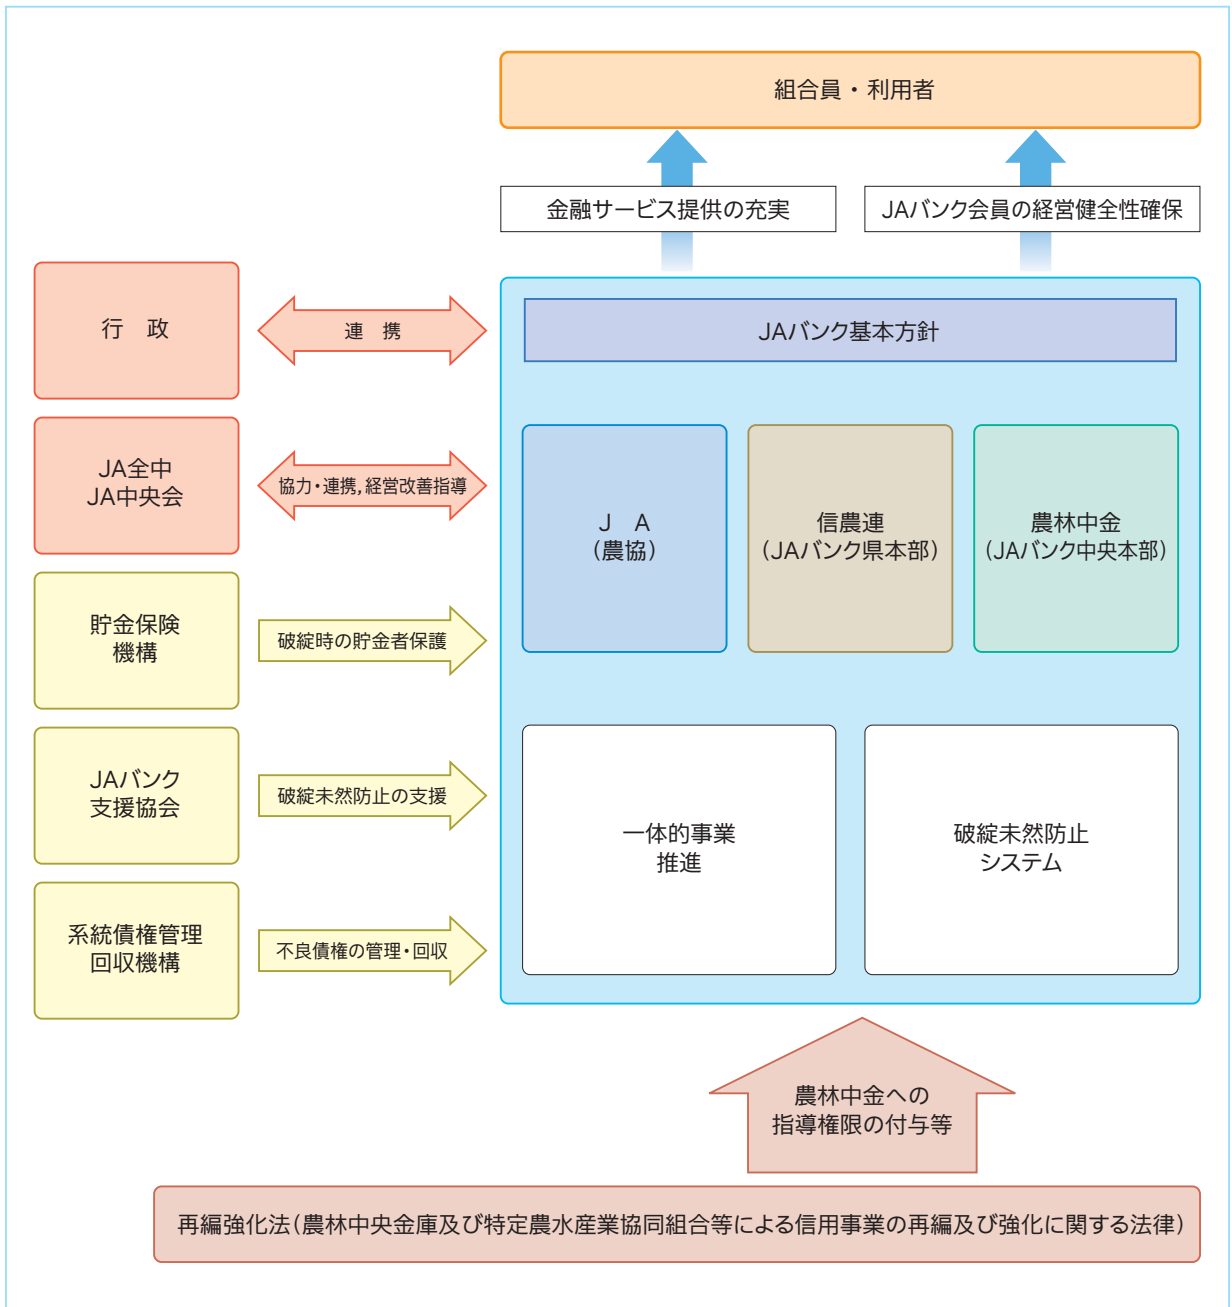 組合員・利用者
金融サービス提供の充実
JAバンク会員の経営健全性確保
行　政
連　携
JAバンク基本方針
JA全中
JA中央会
協力・連携,経営改善指導
J　A
（農協）
信農連
（JAバンク県本部）
農林中金
（JAバンク中央本部）
貯金保険
機構
破綻時の貯金者保護
JAバンク
支援協会
破綻未然防止の支援
一体的事業
推進
破綻未然防止
システム
系統債権管理
回収機構
不良債権の管理・回収
農林中金への
指導権限の付与等
再編強化法（農林中央金庫及び特定農水産業協同組合等による信用事業の再編及び強化に関する法律）